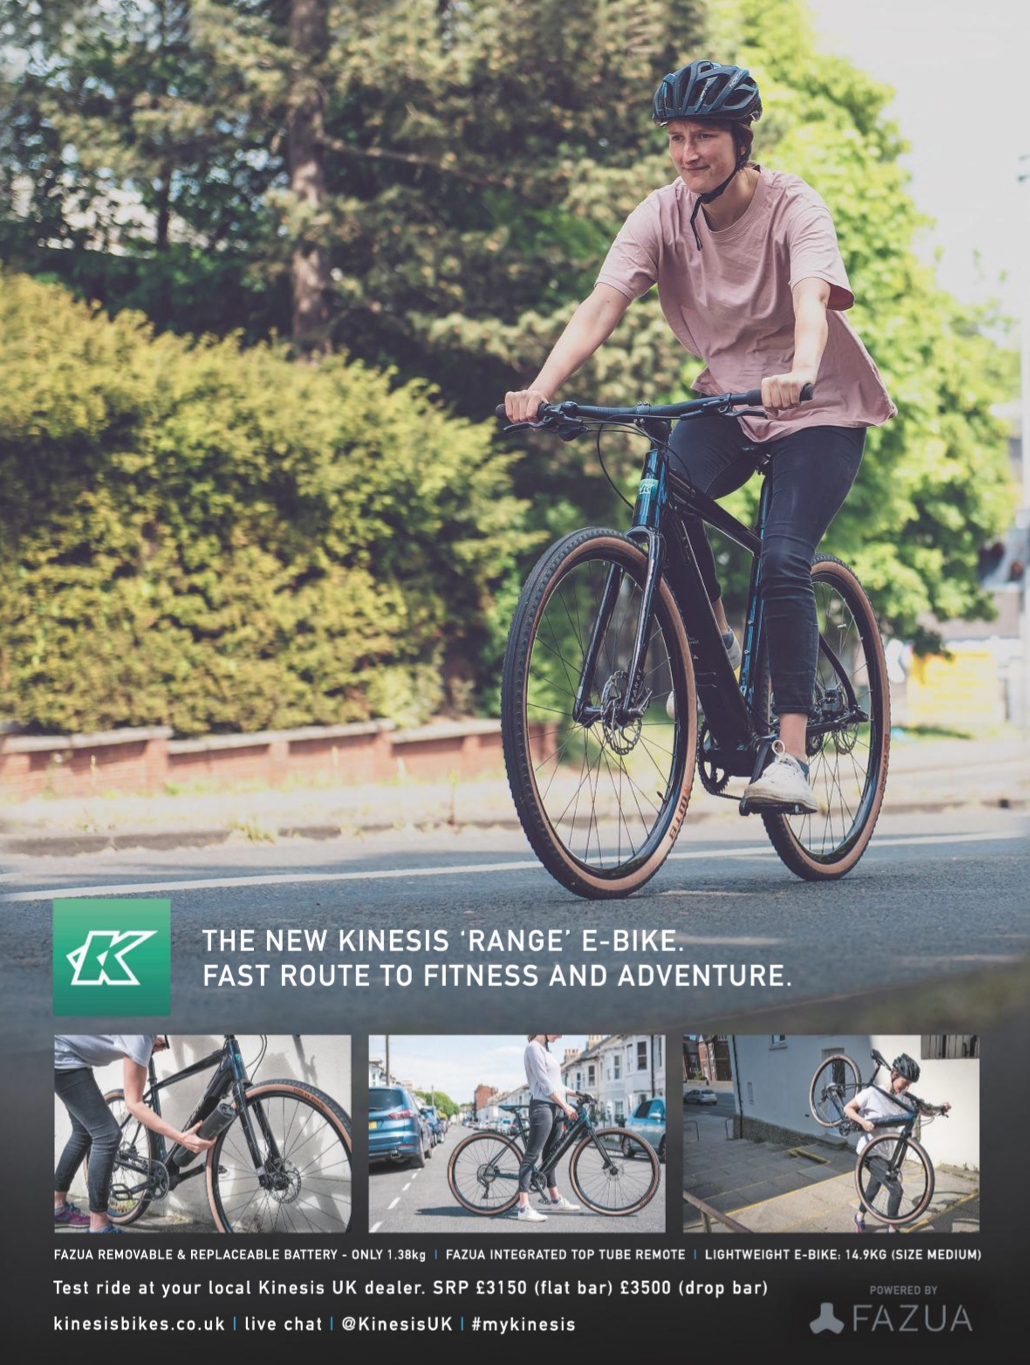 THE NEW KINESIS ‘RANGE’ E-BIKE.
FAST ROUTE TO FITNESS AND ADVENTURE.
FAZUA REMOVABLE & REPLACEABLE BATTERY - ONLY 1.38kg | FAZUA INTEGRATED TOP TUBE REMOTE | LIGHTWEIGHT E-BIKE: 14.9KG (SIZE MEDIUM)
Test ride at your local Kinesis UK dealer. SRP £3150 (flat bar) £3500 (drop bar)
kinesisbikes.co.uk | live chat | @KinesisUK | #mykinesis
POWERED BY
FAZUA